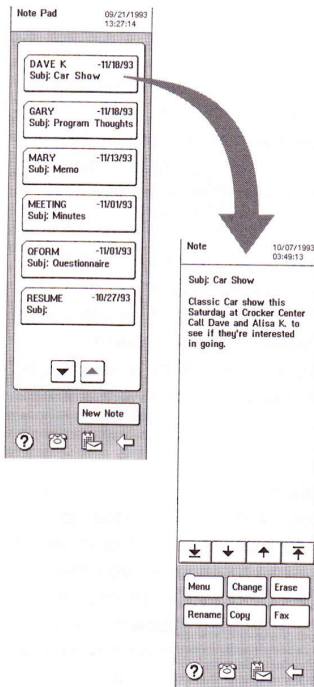 Note Pad 09/21/1993
13:27:14
DAVE K -11/18/93
Subj: Car Show
GARY -11/18/93
Subj: Program Thoughts
MARY -11/13/93
Subj: Memo
MEETING -11/01/93
Subj: Minutes
QFORM -11/01/93
Subj: Questionnaire
RESUME -10/27/93
Subj:
New Note
?
Note 10/07/1993
03:49:13
Subj: Car Show
Classic Car show this
Saturday at Crocker Center
Call Dave and Alisa K. to
see if they're interested
in going.
Menu Change Erase
Rename Copy Fax
?